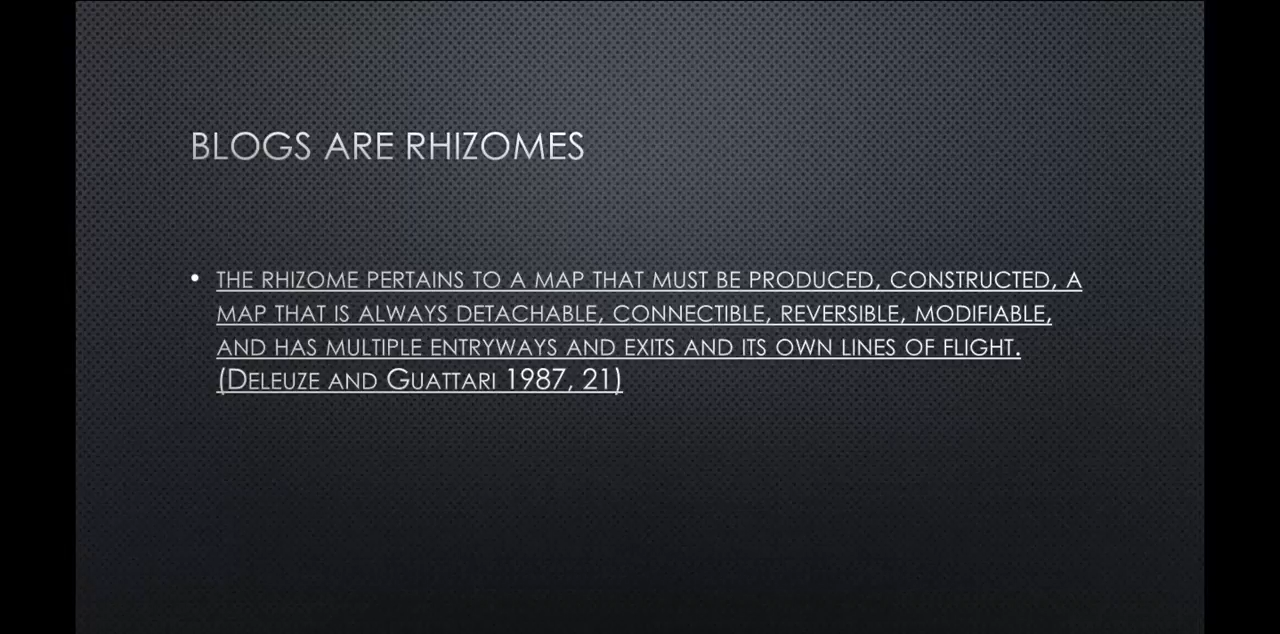 BLOGS ARE RHIZOMES
• THE RHIZOME PERTAINS TO A MAP THAT MUST BE PRODUCED, CONSTRUCTED, A
MAP THAT IS ALWAYS DETACHABLE, CONNECTIBLE, REVERSIBLE, MODIFIABLE,
AND HAS MULTIPLE ENTRYWAYS AND EXITS AND ITS OWN LINES OF FLIGHT.
(DELEUZE AND GUATTARI 1987, 21)